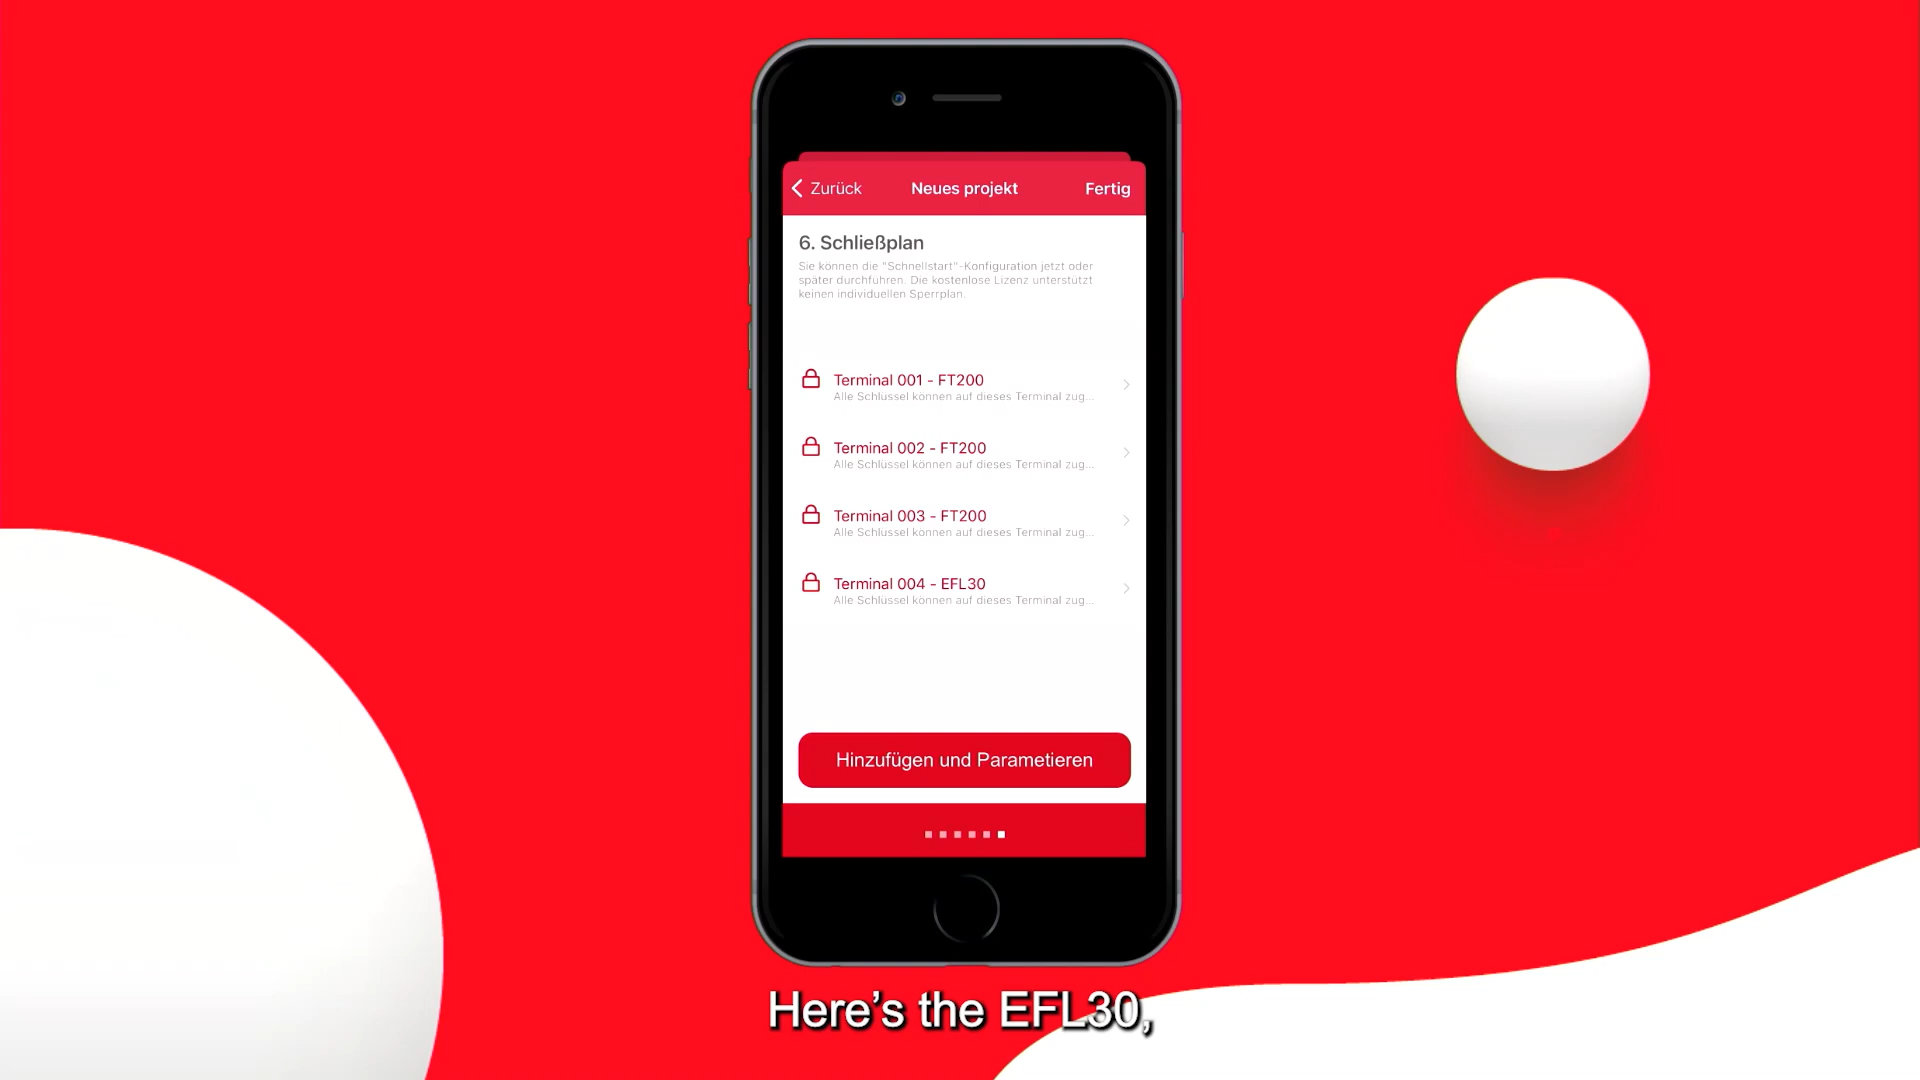 Zurück
Neues projekt
Fertig
6. Schließplan
Sie können die "Schnellstart"-Konfiguration jetzt oder
später durchführen. Die kostenlose Lizenz unterstützt
keinen individuellen Sperrplan.
Terminal 001 - FT200
Alle Schlüssel können auf dieses Terminal zug...
Terminal 002 - FT200
Alle Schlüssel können auf dieses Terminal zug...
Terminal 003 - FT200
Alle Schlüssel können auf dieses Terminal zug...
Terminal 004 - EFL30
Alle Schlüssel können auf dieses Terminal zug...
Hinzufügen und Parametieren
Here’s the EFL30,